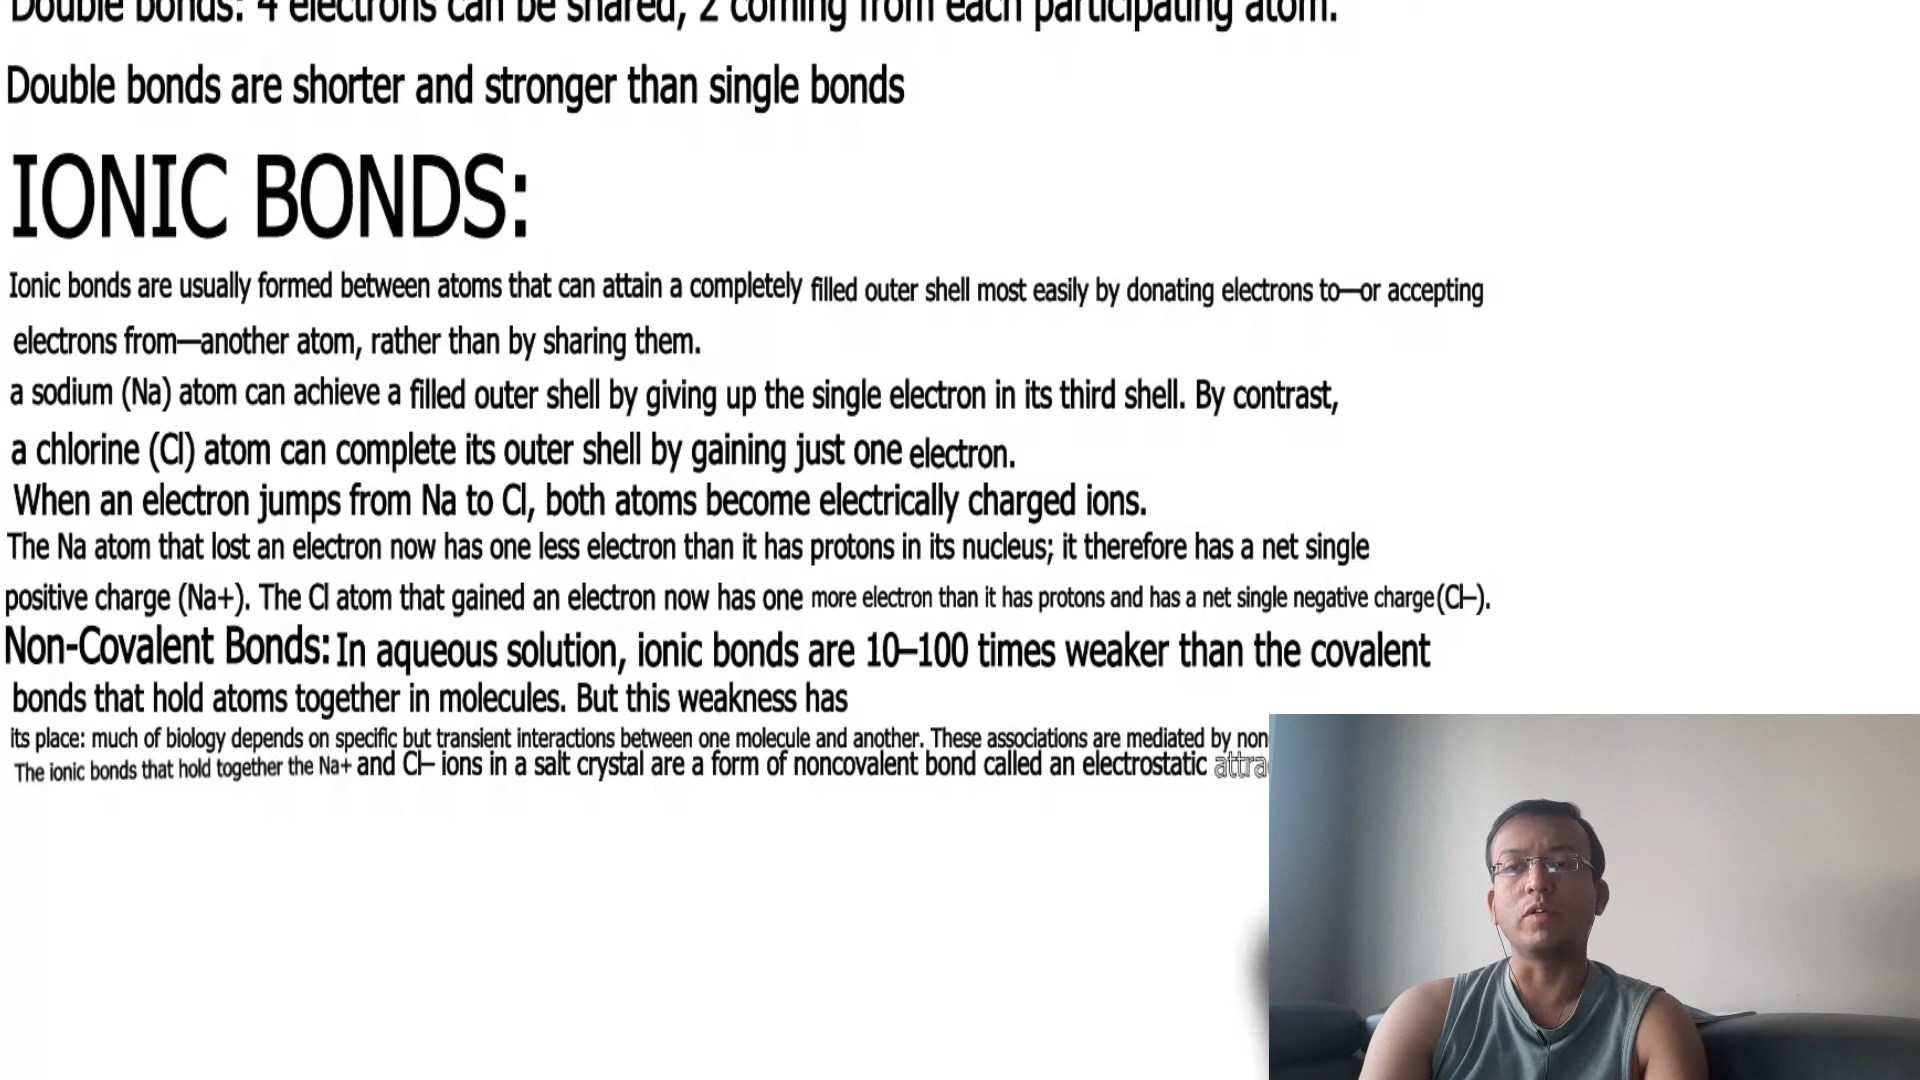 Double bonds: 4 electrons can be shared, 2 coming from each participating atom.
Double bonds are shorter and stronger than single bonds
IONIC BONDS:
Ionic bonds are usually formed between atoms that can attain a completely filled outer shell most easily by donating electrons to—or accepting
electrons from—another atom, rather than by sharing them.
a sodium (Na) atom can achieve a filled outer shell by giving up the single electron in its third shell. By contrast,
a chlorine (Cl) atom can complete its outer shell by gaining just one electron.
When an electron jumps from Na to Cl, both atoms become electrically charged ions.
The Na atom that lost an electron now has one less electron than it has protons in its nucleus; it therefore has a net single
positive charge (Na+). The Cl atom that gained an electron now has one more electron than it has protons and has a net single negative charge (Cl–).
Non-Covalent Bonds: In aqueous solution, ionic bonds are 10–100 times weaker than the covalent
bonds that hold atoms together in molecules. But this weakness has
its place: much of biology depends on specific but transient interactions between one molecule and another. These associations are mediated by non
The ionic bonds that hold together the Na+ and Cl– ions in a salt crystal are a form of noncovalent bond called an electrostatic attra